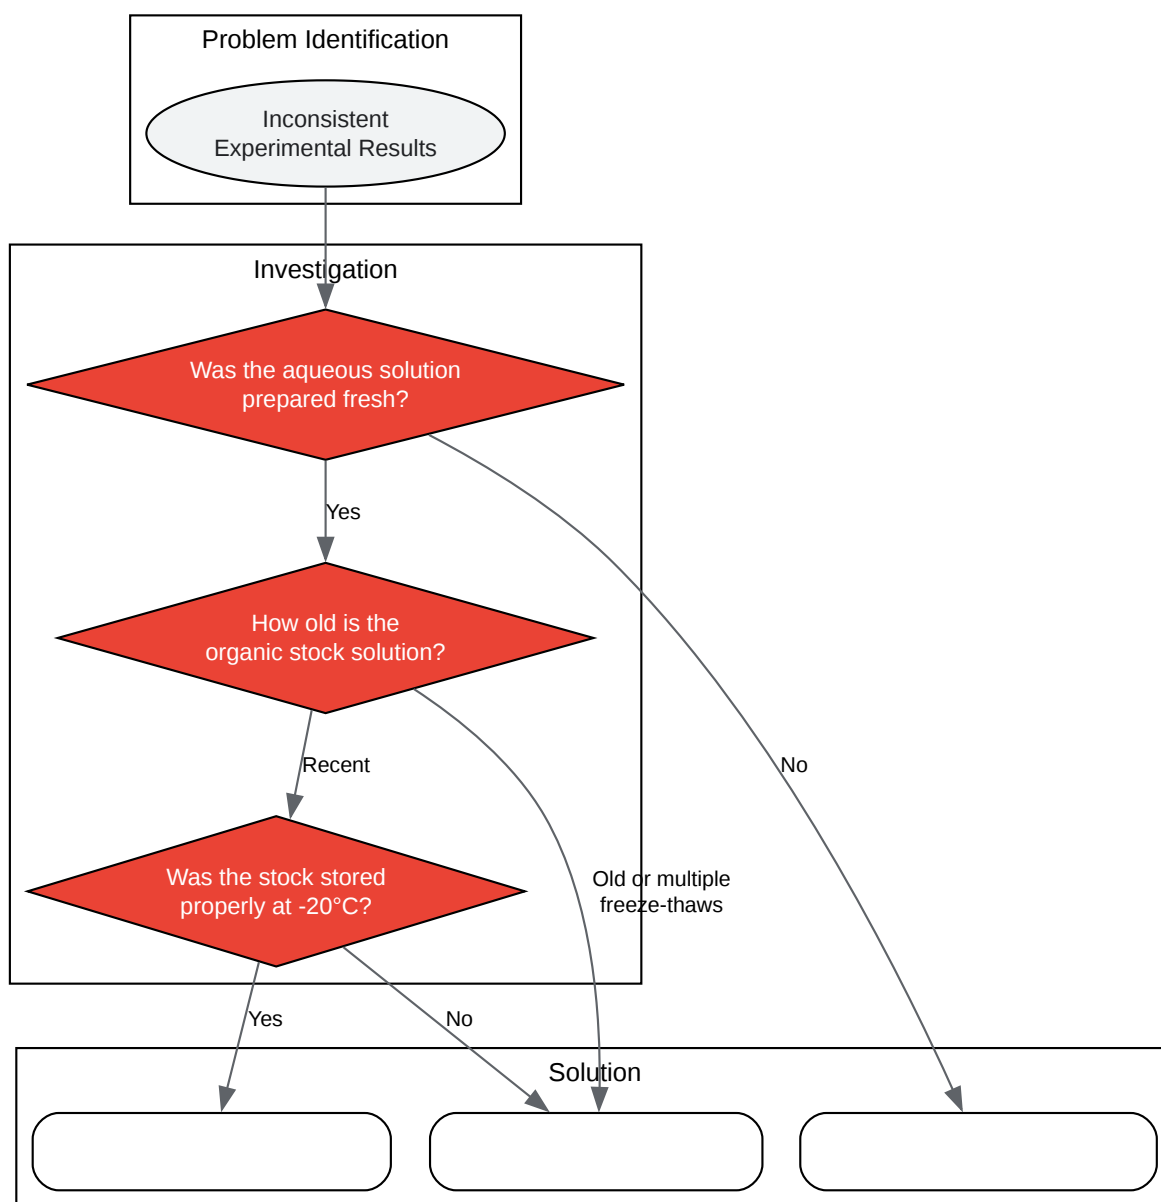 Problem Identification
Inconsistent
Experimental Results
Investigation
Was the aqueous solution
prepared fresh?
Yes
How old is the
organic stock solution?
Recent
No
Was the stock stored
properly at -20°C?
Old or multiple
freeze-thaws
Yes
No
Solution